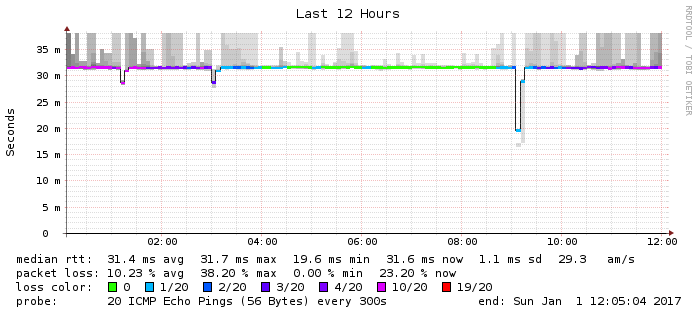 Last 12 Hours
RRDTOOL / TOBI OETIKER
Seconds
35 m
30 m
25 m
20 m
15 m
10 m
5 m
0
02:00 04:00 06:00 08:00 10:00 12:00
median rtt: 31.4 ms avg 31.7 ms max 19.6 ms min 31.6 ms now 1.1 ms sd 29.3 am/s
packet loss: 10.23 % avg 38.20 % max 0.00 % min 23.20 % now
loss color: 0 1/20 2/20 3/20 4/20 10/20 19/20
probe: 20 ICMP Echo Pings (56 Bytes) every 300s end: Sun Jan 1 12:05:04 2017